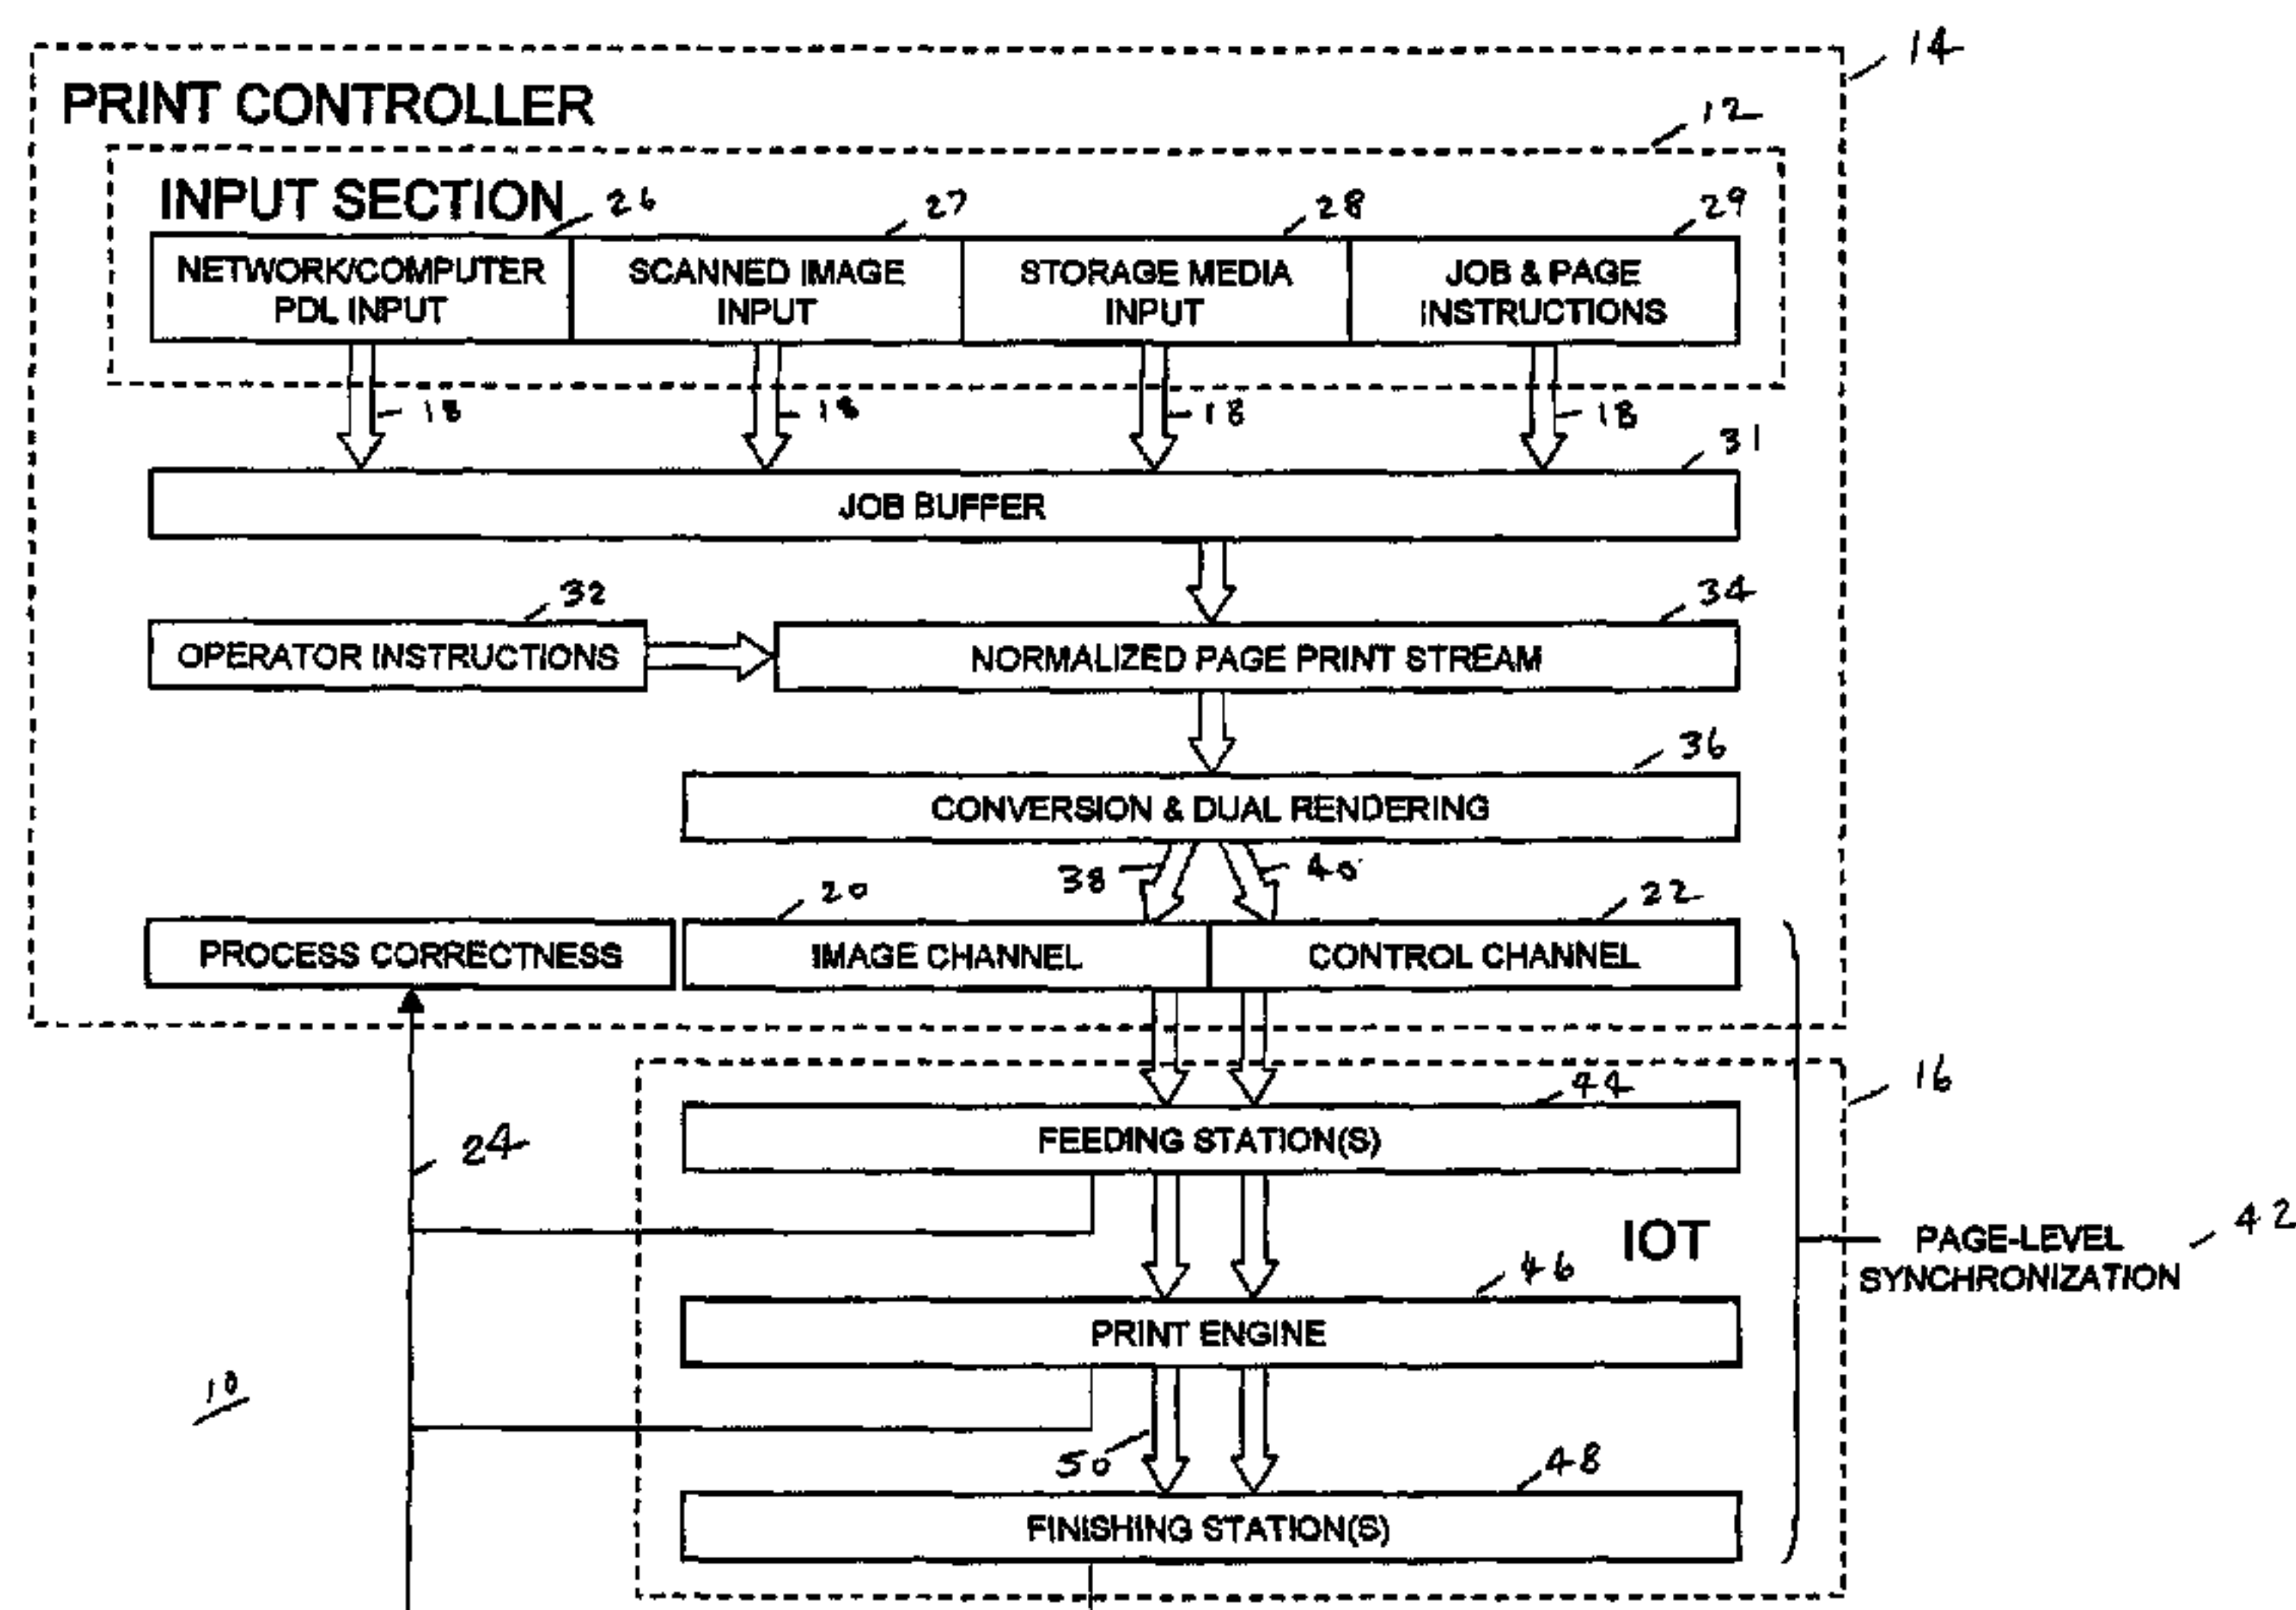 14
PRINT CONTROLLER
12
INPUT SECTION
26
27
28
29
NETWORK/COMPUTER
PDL INPUT
SCANNED IMAGE
INPUT
STORAGE MEDIA
INPUT
JOB & PAGE
INSTRUCTIONS
18
18
18
18
31
JOB BUFFER
32
34
OPERATOR INSTRUCTIONS
NORMALIZED PAGE PRINT STREAM
36
CONVERSION & DUAL RENDERING
38
40
20
22
PROCESS CORRECTNESS
IMAGE CHANNEL
CONTROL CHANNEL
16
44
FEEDING STATION(S)
24
IOT
42
PAGE-LEVEL
SYNCHRONIZATION
46
PRINT ENGINE
10
50
48
FINISHING STATION(S)